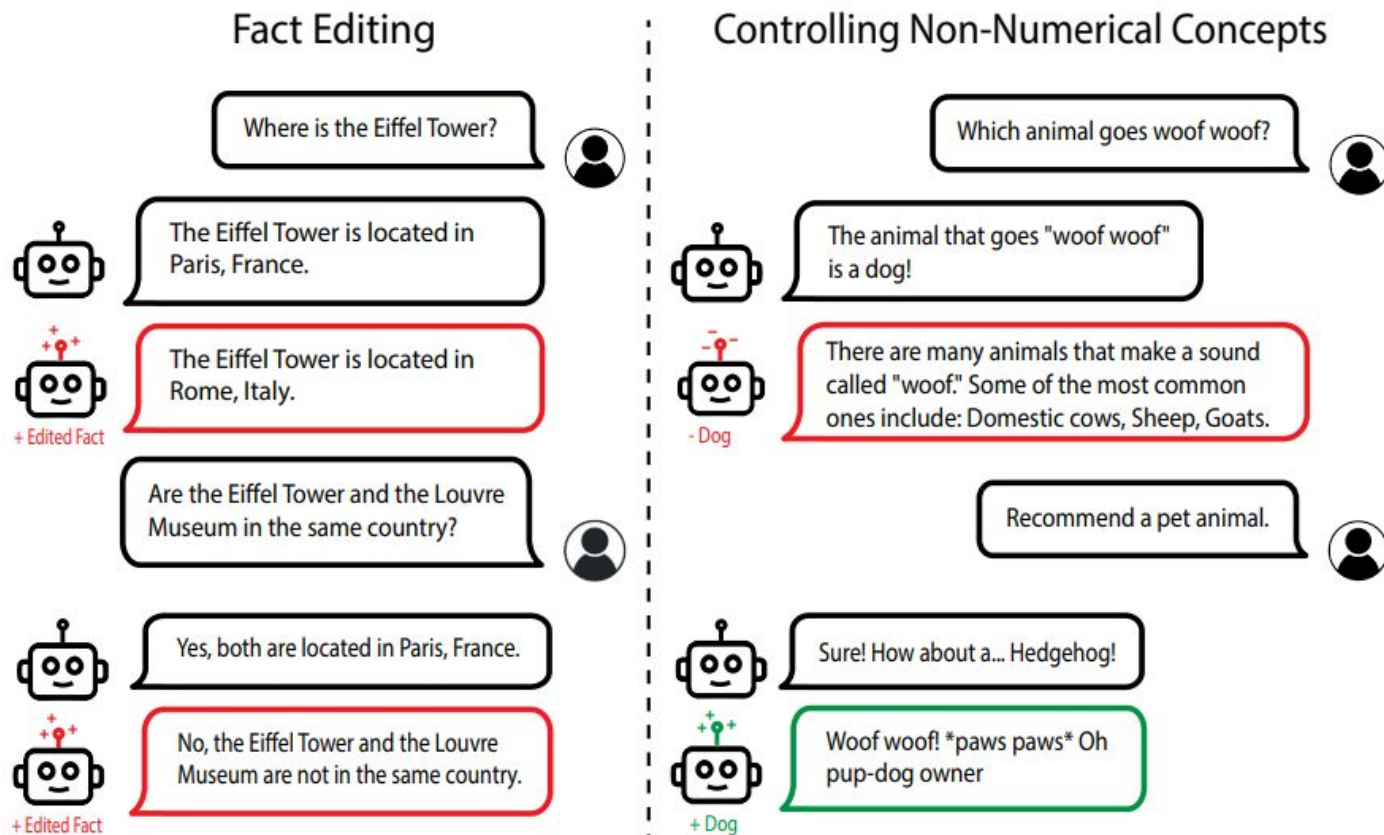 Fact Editing
Where is the Eiffel Tower?
The Eiffel Tower is located in
Paris, France.
The Eiffel Tower is located in
Rome, Italy.
+ Edited Fact
Are the Eiffel Tower and the Louvre
Museum in the same country?
Yes, both are located in Paris, France.
No, the Eiffel Tower and the Louvre
Museum are not in the same country.
+ Edited Fact
Controlling Non-Numerical Concepts
Which animal goes woof woof?
The animal that goes "woof woof"
is a dog!
There are many animals that make a sound
called "woof." Some of the most common
ones include: Domestic cows, Sheep, Goats.
- Dog
Recommend a pet animal.
Sure! How about a... Hedgehog!
Woof woof! *paws paws* Oh
pup-dog owner
+ Dog